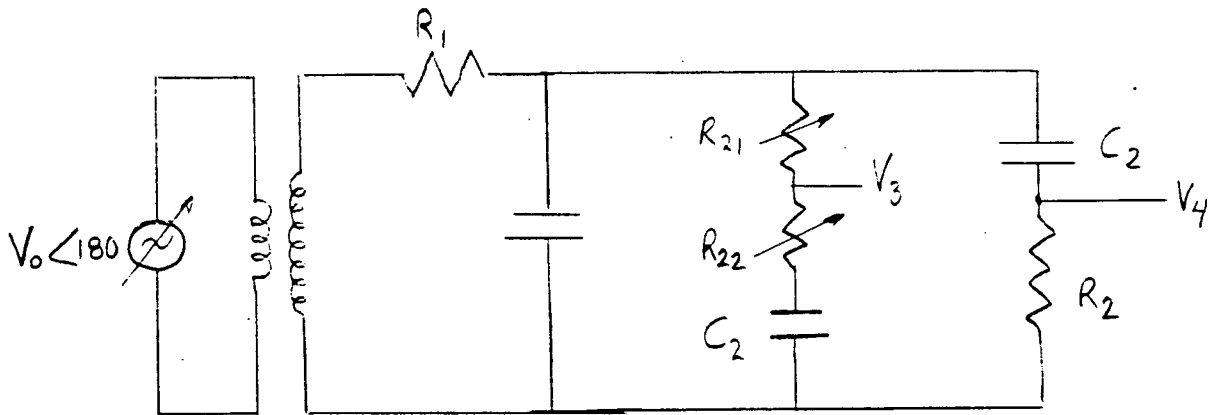 R₁
R₂₁
C₂
V₃
V₄
V₀∠180
R₂₂
R₂
C₂